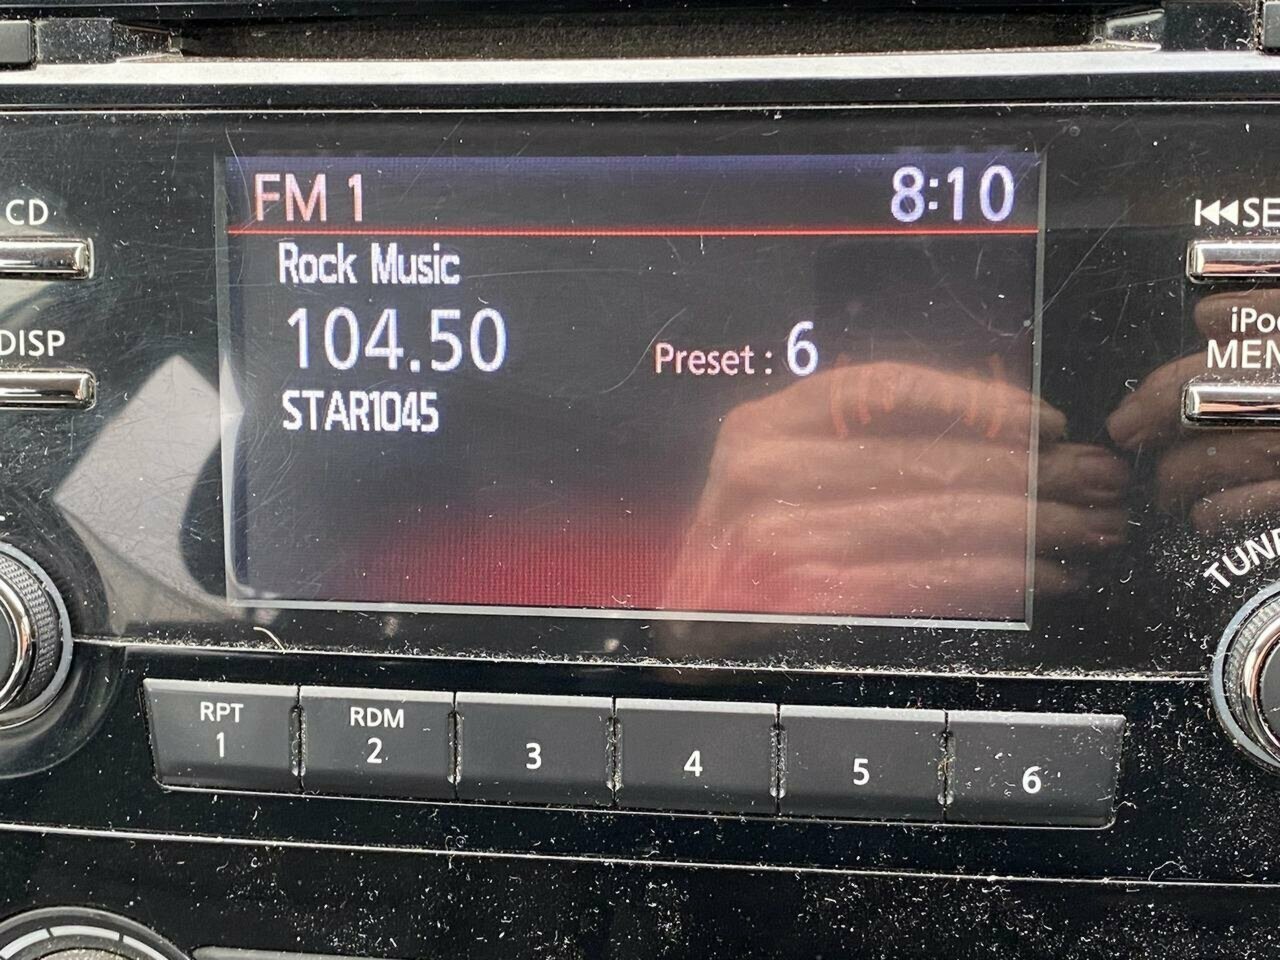 FM 1 8:10
CD
Rock Music
104.50
Preset : 6
STAR1045
DISP
RPT
1
RDM
2
3
4
5
6